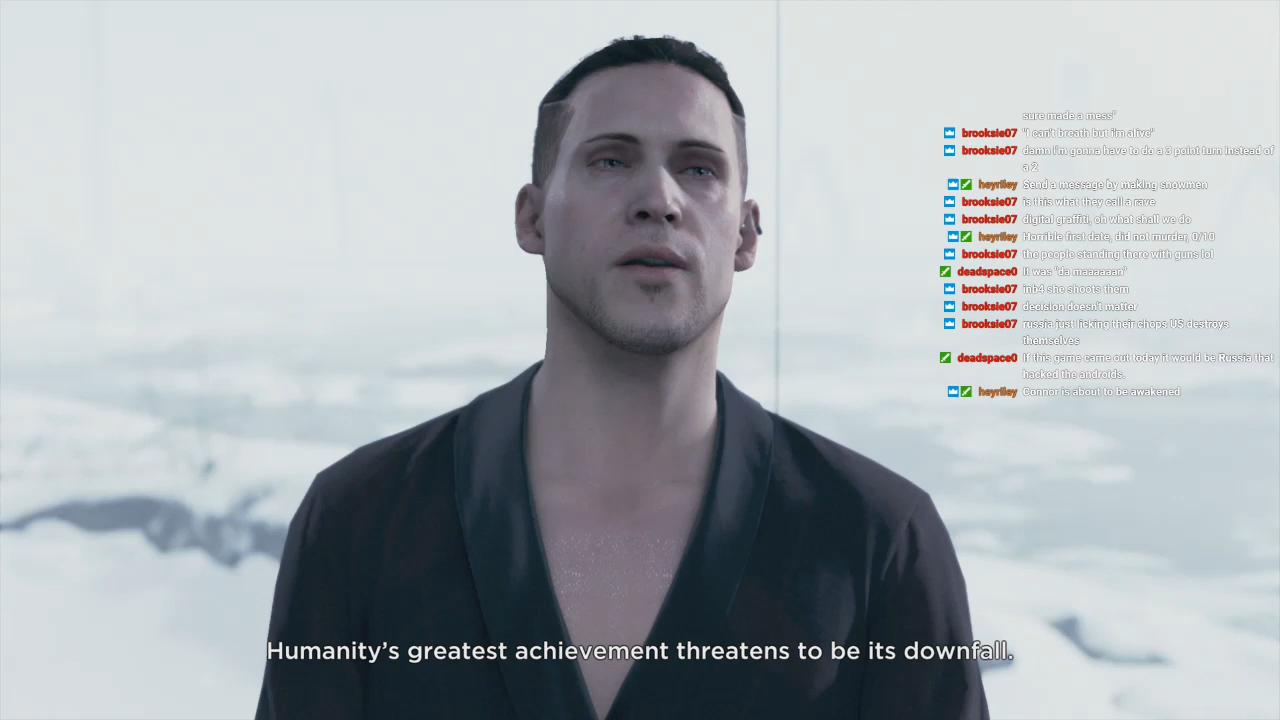 sure made a mess"
brooksie07 "I can't breath but i'm alive"
brooksie07 damn i'm gonna have to do a 3 point turn instead of
a 2
heyriley Send a message by making snowmen
brooksie07 is this what they call a rave
brooksie07 digital graffiti, oh what shall we do
heyriley Horrible first date, did not murder, 0/10
brooksie07 the people standing there with guns lol
deadspace0 It was "da maaaaaan"
brooksie07 inb4 she shoots them
brooksie07 decision doesn't matter
brooksie07 russia just licking their chops US destroys
themselves
deadspace0 If this game came out today it would be Russia that
hacked the androids.
heyriley Connor is about to be awakened
Humanity's greatest achievement threatens to be its downfall.